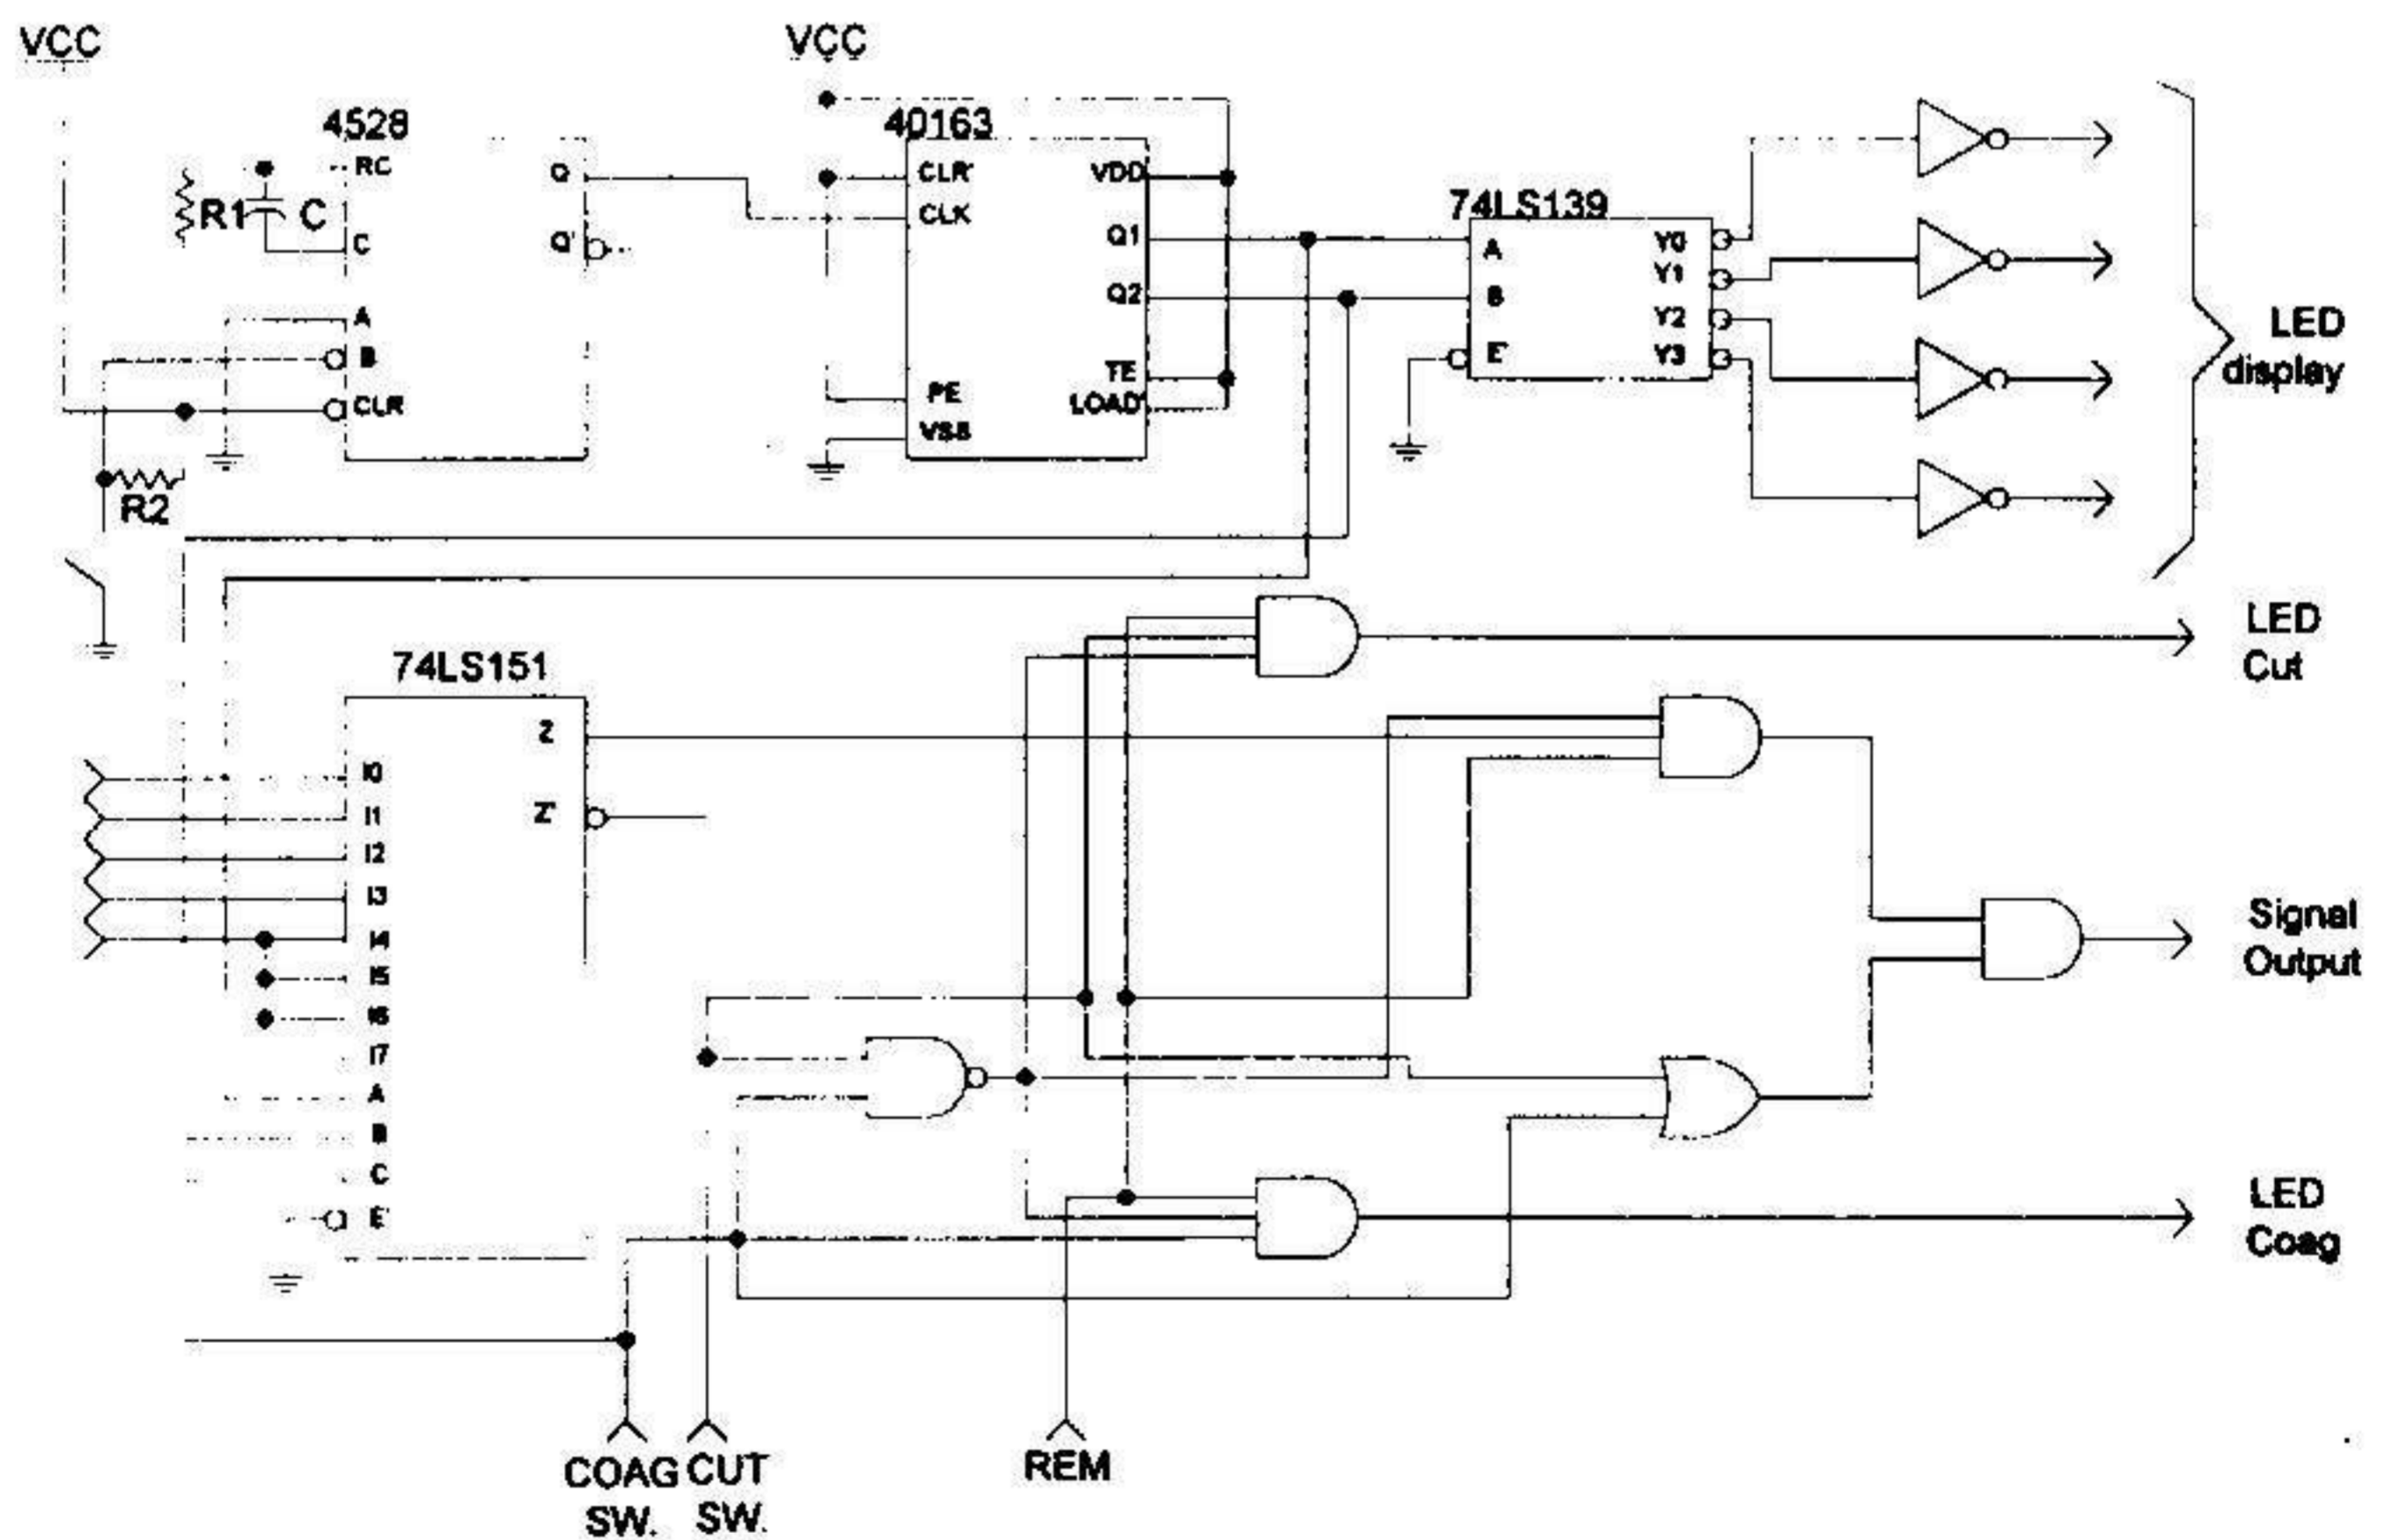 VCC
VCC
4528
RC
Q
R1
C
C
Q'
A
B
CLR
R2
40163
CLR'
VDD
CLK
Q1
Q2
TE
PE
LOAD'
VSS
74LS139
A
Y0
Y1
B
Y2
E'
Y3
LED
display
LED
Cut
74LS151
Z
I0
I1
Z'
I2
I3
I4
I5
I6
I7
A
B
C
E'
Signal
Output
LED
Coag
COAG
SW.
CUT
SW.
REM